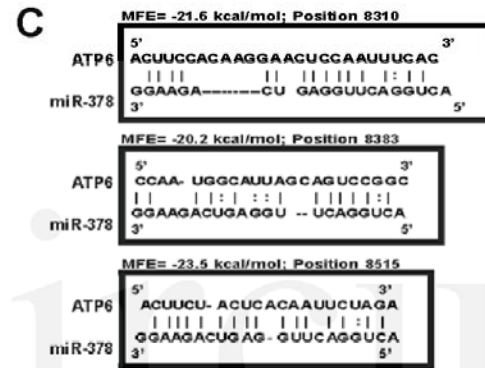 C
MFE= -21.6 kcal/mol; Position 8310
5' 3'
ATP6 ACUUCCACAAGGAACUCCAAUUUCAC
miR-378 GGAAGA-------CU GAGGUUCAGGUCA
3' 5'
MFE= -20.2 kcal/mol; Position 8383
5' 3'
ATP6 CCAA- UGGCAUUAGCAGUCCGGC
miR-378 GGAAGACUGAGGU -- UCAGGUCA
3' 5'
MFE= -23.5 kcal/mol; Position 8515
5' 3'
ATP6 ACUUCU- ACUCACAAUUCUAGA
miR-378 GGAAGACUGAG- GUUCAGGUCA
3' 5'